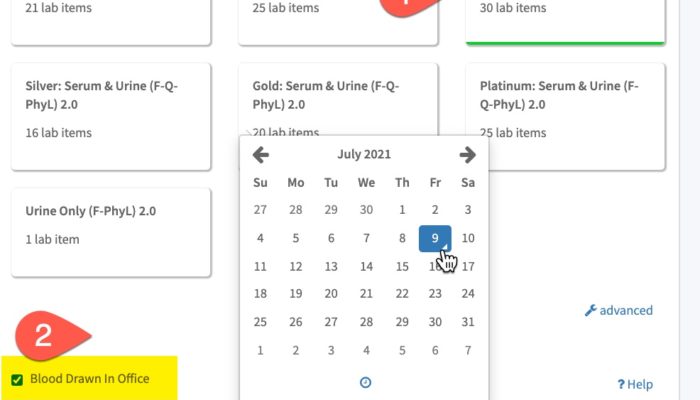 21 lab items
25 lab items
30 lab items
Silver: Serum & Urine (F-Q-
PhyL) 2.0
16 lab items
Gold: Serum & Urine (F-Q-
PhyL) 2.0
20 lab items
Platinum: Serum & Urine (F-
Q-PhyL) 2.0
25 lab items
Urine Only (F-PhyL) 2.0
1 lab item
July 2021
Su Mo Tu We Th Fr Sa
27 28 29 30 1 2 3
4 5 6 7 8 9 10
11 12 13 14 15 16 17
18 19 20 21 22 23 24
25 26 27 28 29 30 31
1 2 3 4 5 6 7
advanced
2
Blood Drawn In Office
? Help